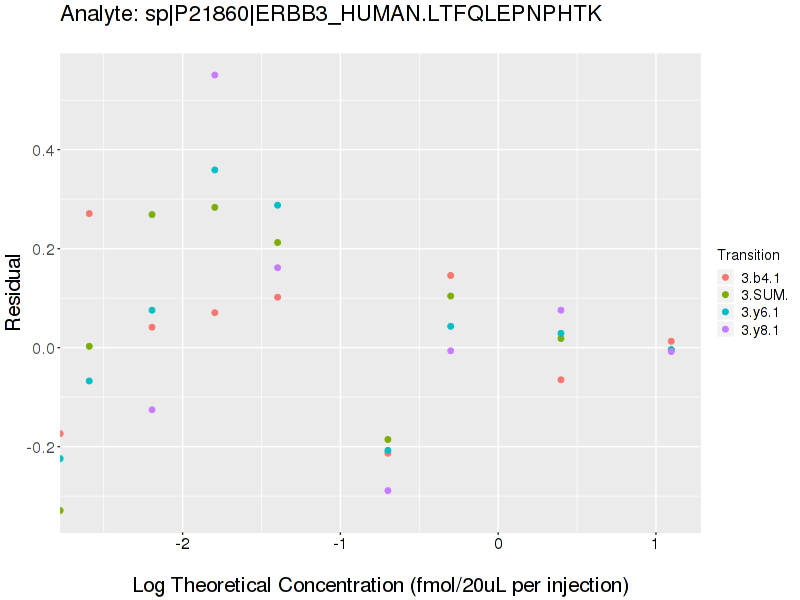 Analyte: sp|P21860|ERBB3_HUMAN.LTFQLEPNPHTK
0.4
0.2
0.0
-0.2
Residual
-2
-1
0
1
Log Theoretical Concentration (fmol/20uL per injection)
Transition
3.b4.1
3.SUM.
3.y6.1
3.y8.1